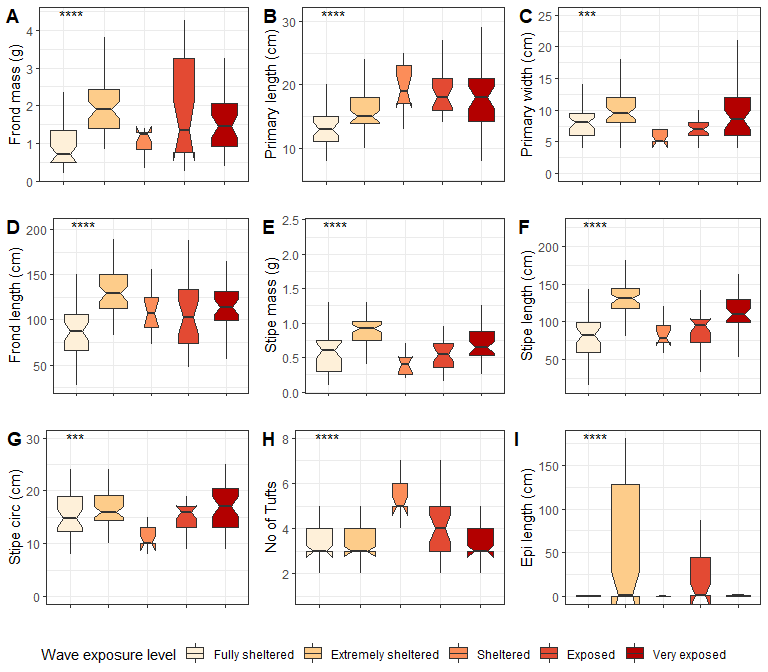 A
****
Frond mass (g)
4
3
2
1
0
B
****
Primary length (cm)
30
20
10
C
***
Primary width (cm)
25
20
15
10
5
0
D
****
Frond length (cm)
200
150
100
50
E
****
Stipe mass (g)
2.5
2.0
1.5
1.0
0.5
0.0
F
****
Stipe length (cm)
200
150
100
50
G
***
Stipe circ (cm)
30
20
10
0
H
****
No of Tufts
8
6
4
2
I
****
Epil length (cm)
150
100
50
0
Wave exposure level Fully sheltered Extremely sheltered Sheltered Exposed Very exposed